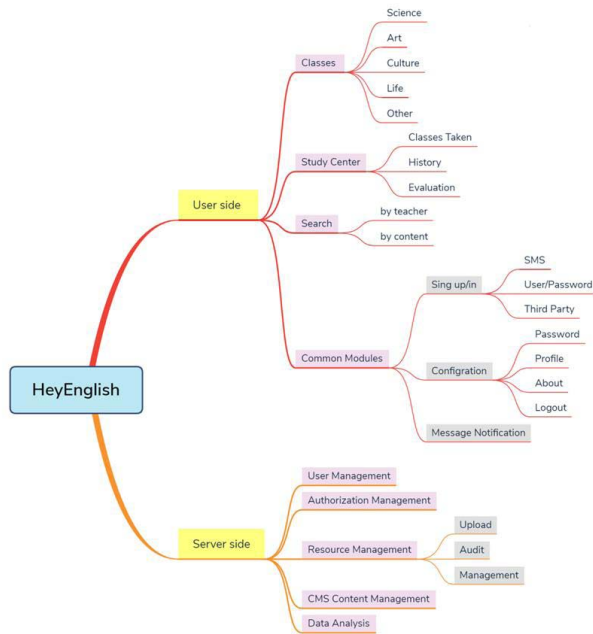 HeyEnglish
User side
Classes
Science
Art
Culture
Life
Other
Study Center
Classes Taken
History
Evaluation
Search
by teacher
by content
Common Modules
Sing up/in
SMS
User/Password
Third Party
Configration
Password
Profile
About
Logout
Message Notification
Server side
User Management
Authorization Management
Resource Management
Upload
Audit
Management
CMS Content Management
Data Analysis